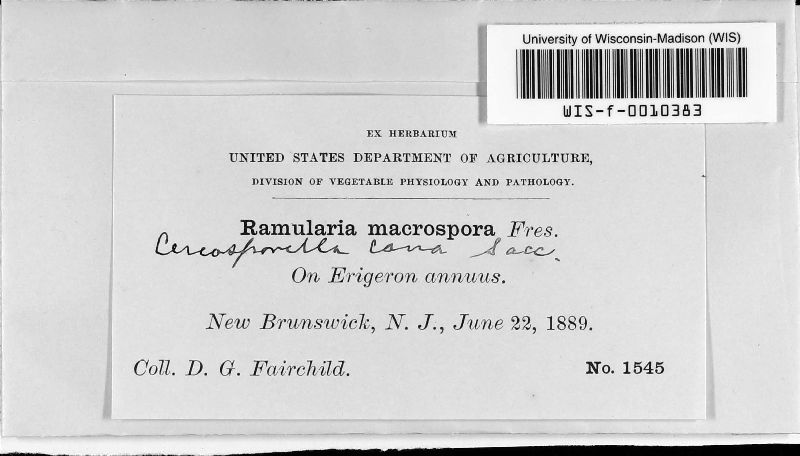 University of Wisconsin-Madison (WIS)
WIS-f-0010383
EX HERBARIUM
UNITED STATES DEPARTMENT OF AGRICULTURE,
DIVISION OF VEGETABLE PHYSIOLOGY AND PATHOLOGY.
Ramularia macrospora Fres.
Cercosporella cana Sacc.
On Erigeron annuus.
New Brunswick, N. J., June 22, 1889.
Coll. D. G. Fairchild.
No. 1545